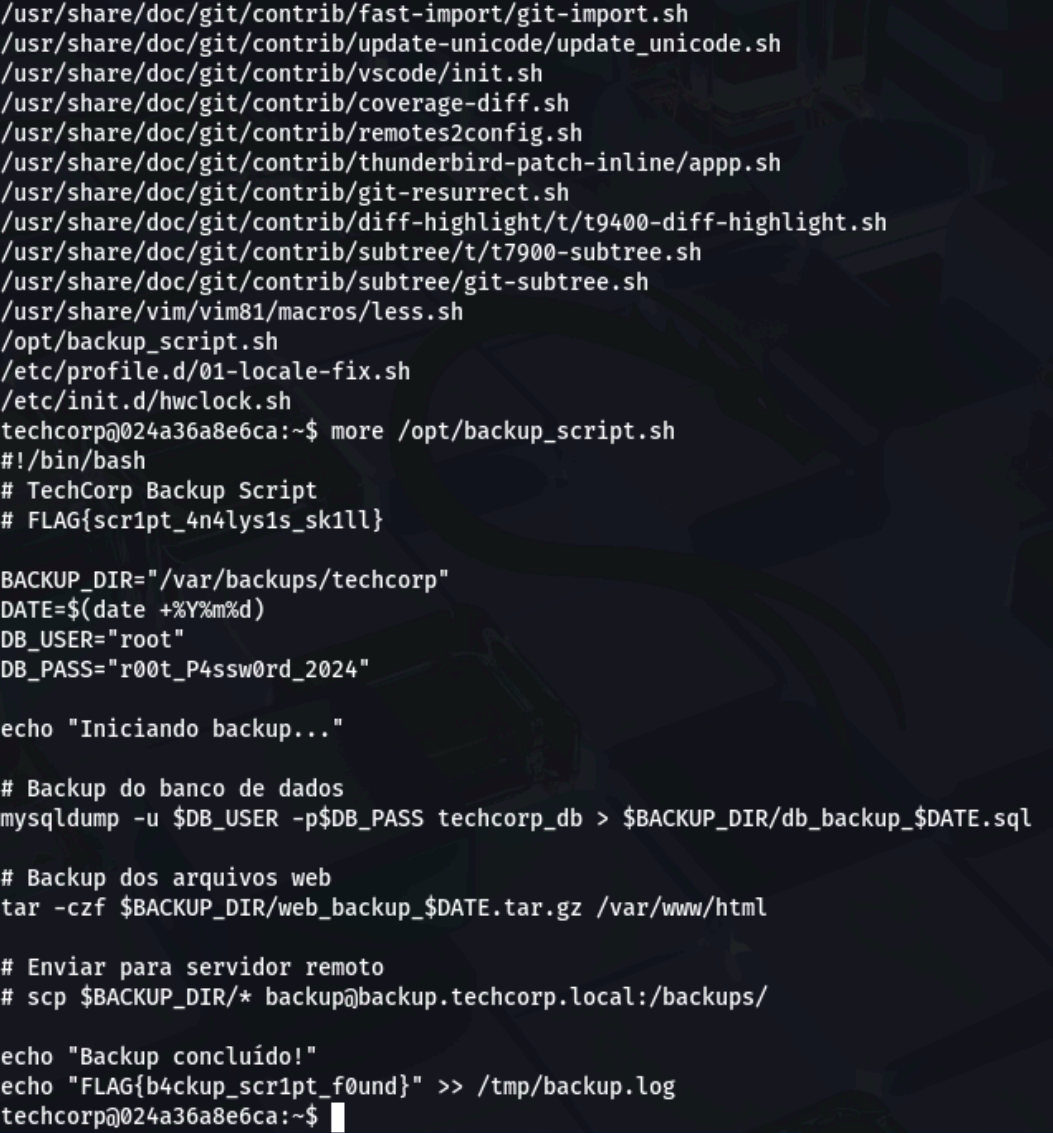 /usr/share/doc/git/contrib/fast-import/git-import.sh
/usr/share/doc/git/contrib/update-unicode/update_unicode.sh
/usr/share/doc/git/contrib/vscode/init.sh
/usr/share/doc/git/contrib/coverage-diff.sh
/usr/share/doc/git/contrib/remotes2config.sh
/usr/share/doc/git/contrib/thunderbird-patch-inline/appp.sh
/usr/share/doc/git/contrib/git-resurrect.sh
/usr/share/doc/git/contrib/diff-highlight/t/t9400-diff-highlight.sh
/usr/share/doc/git/contrib/subtree/t/t7900-subtree.sh
/usr/share/doc/git/contrib/subtree/git-subtree.sh
/usr/share/vim/vim81/macros/less.sh
/opt/backup_script.sh
/etc/profile.d/01-locale-fix.sh
/etc/init.d/hwclock.sh
techcorp@024a36a8e6ca:~$ more /opt/backup_script.sh
#!/bin/bash
# TechCorp Backup Script
# FLAG{scr1pt_4n4lys1s_sk1ll}

BACKUP_DIR="/var/backups/techcorp"
DATE=$(date +%Y%m%d)
DB_USER="root"
DB_PASS="r00t_P4ssw0rd_2024"

echo "Iniciando backup..."

# Backup do banco de dados
mysqldump -u $DB_USER -p$DB_PASS techcorp_db > $BACKUP_DIR/db_backup_$DATE.sql

# Backup dos arquivos web
tar -czf $BACKUP_DIR/web_backup_$DATE.tar.gz /var/www/html

# Enviar para servidor remoto
# scp $BACKUP_DIR/* backup@backup.techcorp.local:/backups/

echo "Backup concluído!"
echo "FLAG{b4ckup_scr1pt_f0und}" >> /tmp/backup.log
techcorp@024a36a8e6ca:~$